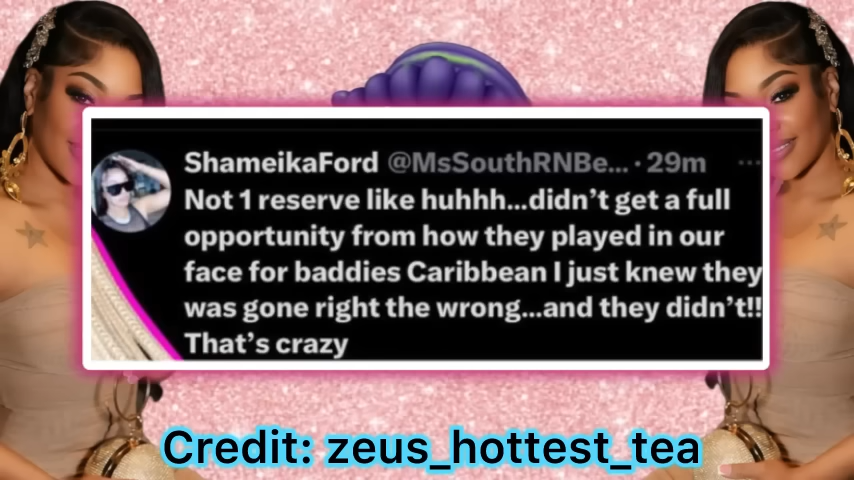 ShameikaFord @MsSouthRNBe... · 29m ...
Not 1 reserve like huhhh...didn't get a full
opportunity from how they played in our
face for baddies Caribbean I just knew they
was gone right the wrong...and they didn't!!
That's crazy
Credit: zeus_hottest_tea